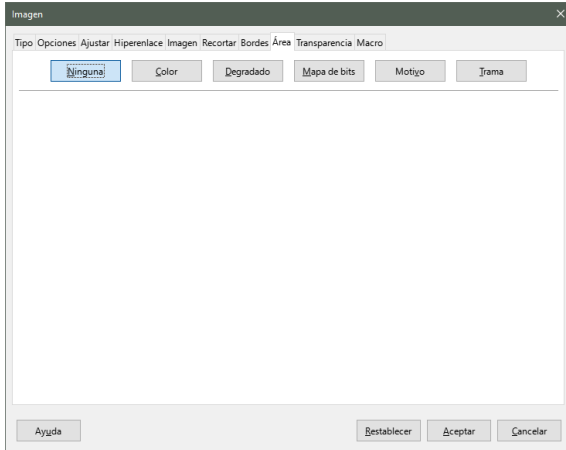 Imagen
Tipo Opciones Ajustar Hiperenlace Imagen Recortar Bordes Área Transparencia Macro
Ninguna Color Degradado Mapa de bits Motivo Trama
Ayuda Restablecer Aceptar Cancelar